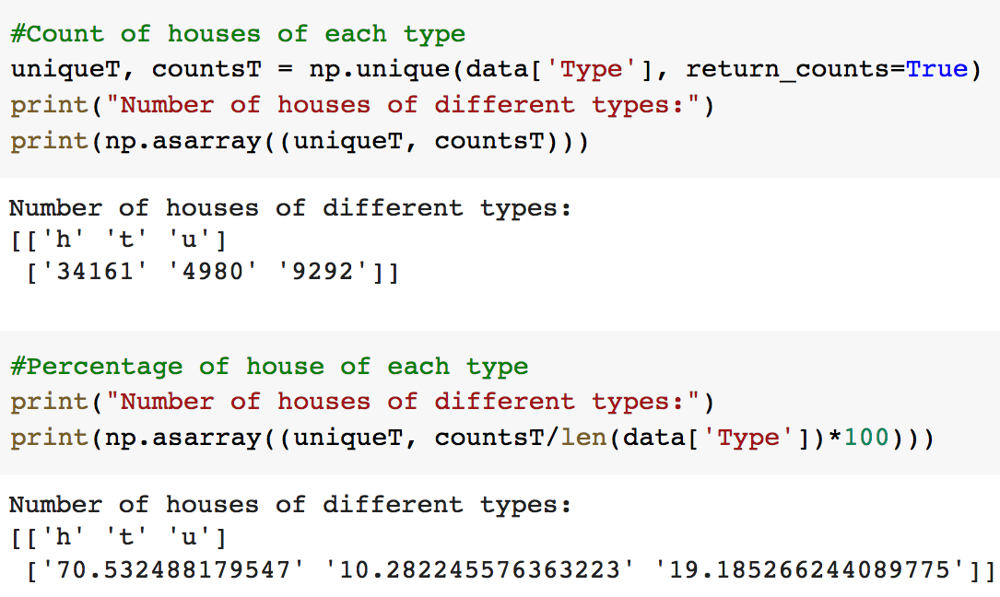 #Count of houses of each type
uniqueT, countsT = np.unique(data['Type'], return_counts=True)
print("Number of houses of different types:")
print(np.asarray((uniqueT, countsT)))
Number of houses of different types:
[['h' 't' 'u']
 ['34161' '4980' '9292']]
#Percentage of house of each type
print("Number of houses of different types:")
print(np.asarray((uniqueT, countsT/len(data['Type'])*100)))
Number of houses of different types:
[['h' 't' 'u']
 ['70.532488179547' '10.282245576363223' '19.185266244089775']]